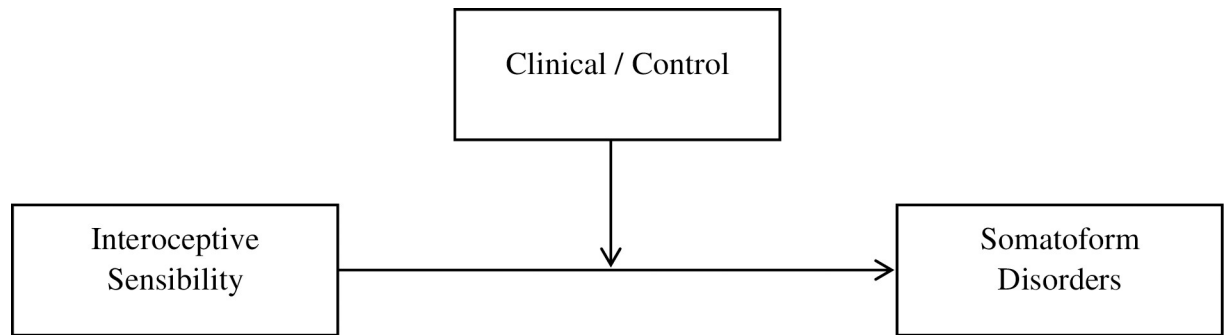 Clinical / Control
Interoceptive
Sensibility
Somatoform
Disorders